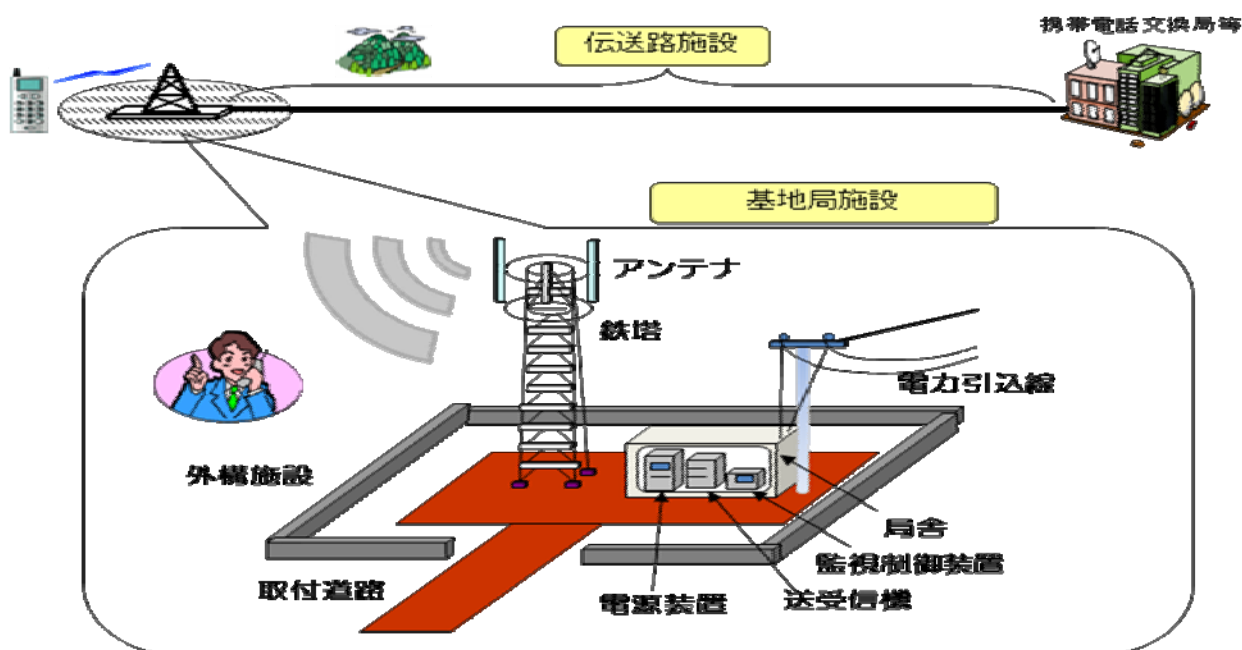 携帯電話交換局等
伝送路施設
基地局施設
アンテナ
鉄塔
電力引込線
外構施設
局舎
監視制御装置
取付道路
電源装置
送受信機